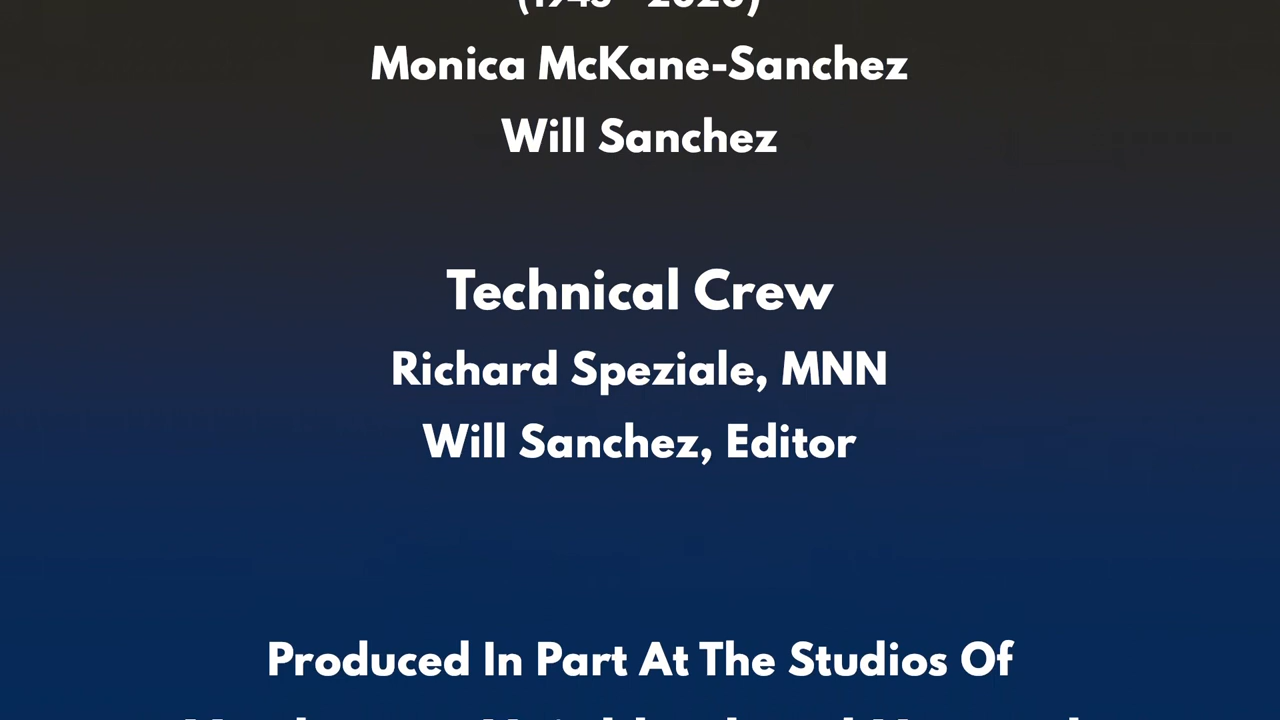 Monica McKane-Sanchez
Will Sanchez
Technical Crew
Richard Speziale, MNN
Will Sanchez, Editor
Produced In Part At The Studios Of